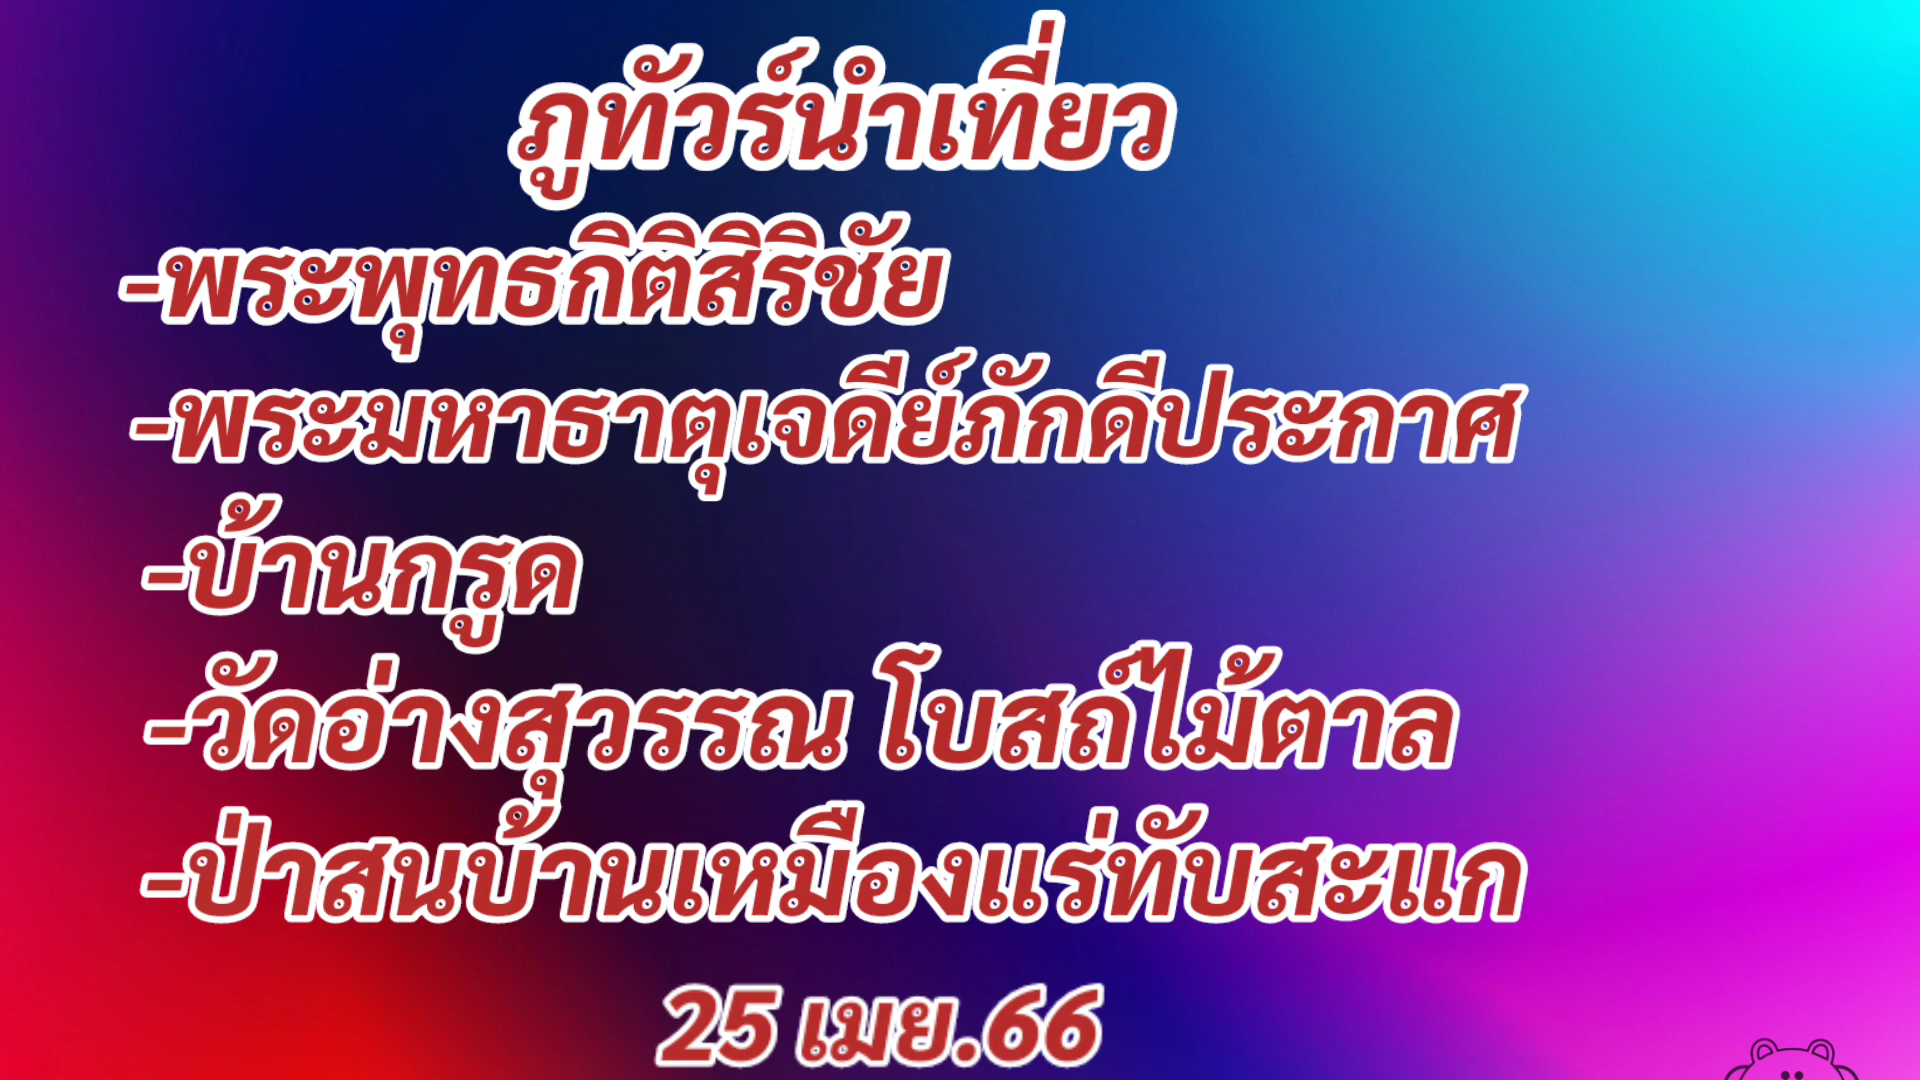 ภูทัวร์นำเที่ยว
-พระพุทธกิติสิริชัย
-พระมหาธาตุเจดีย์ภักดีประกาศ
-บ้านกรูด
-วัดอ่างสุวรรณ โบสถ์ไม้ตาล
-ป่าสนบ้านเหมืองแร่ทับสะแก
25 เมย.66